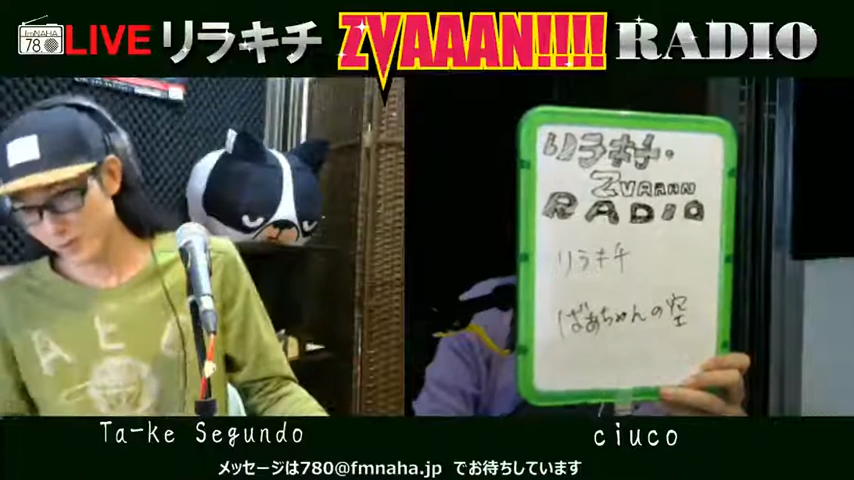 fmNAHA
78.0
LIVE リラキチ ZVAAAN!!!! RADIO
リラキチ・
ZVAAAN
RADIO
リラキチ
ばあちゃんの空
Ta-ke Segundo
ciuco
メッセージは780@fmnaha.jp でお待ちしています